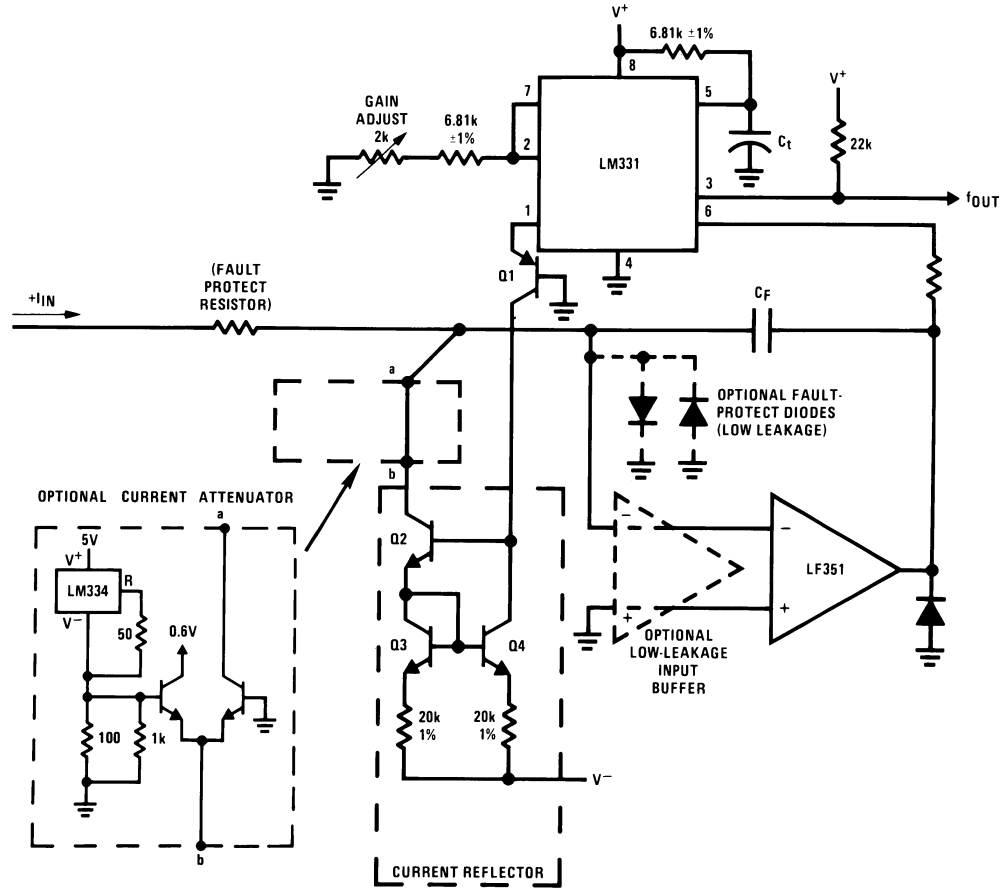 V+
6.81k ±1%
8
7
5
V+
GAIN
ADJUST
2k
6.81k
±1%
2
LM331
Ct
22k
3
fOUT
1
6
4
Q1
(FAULT
PROTECT
RESISTOR)
+IIN
CF
a
OPTIONAL FAULT-
PROTECT DIODES
(LOW LEAKAGE)
b
OPTIONAL CURRENT ATTENUATOR
a
5V
V+
LM334
R
V−
50
0.6V
100
1k
b
Q2
Q3
Q4
20k
1%
20k
1%
V−
CURRENT REFLECTOR
−
+
OPTIONAL
LOW-LEAKAGE
INPUT
BUFFER
−
LF351
+